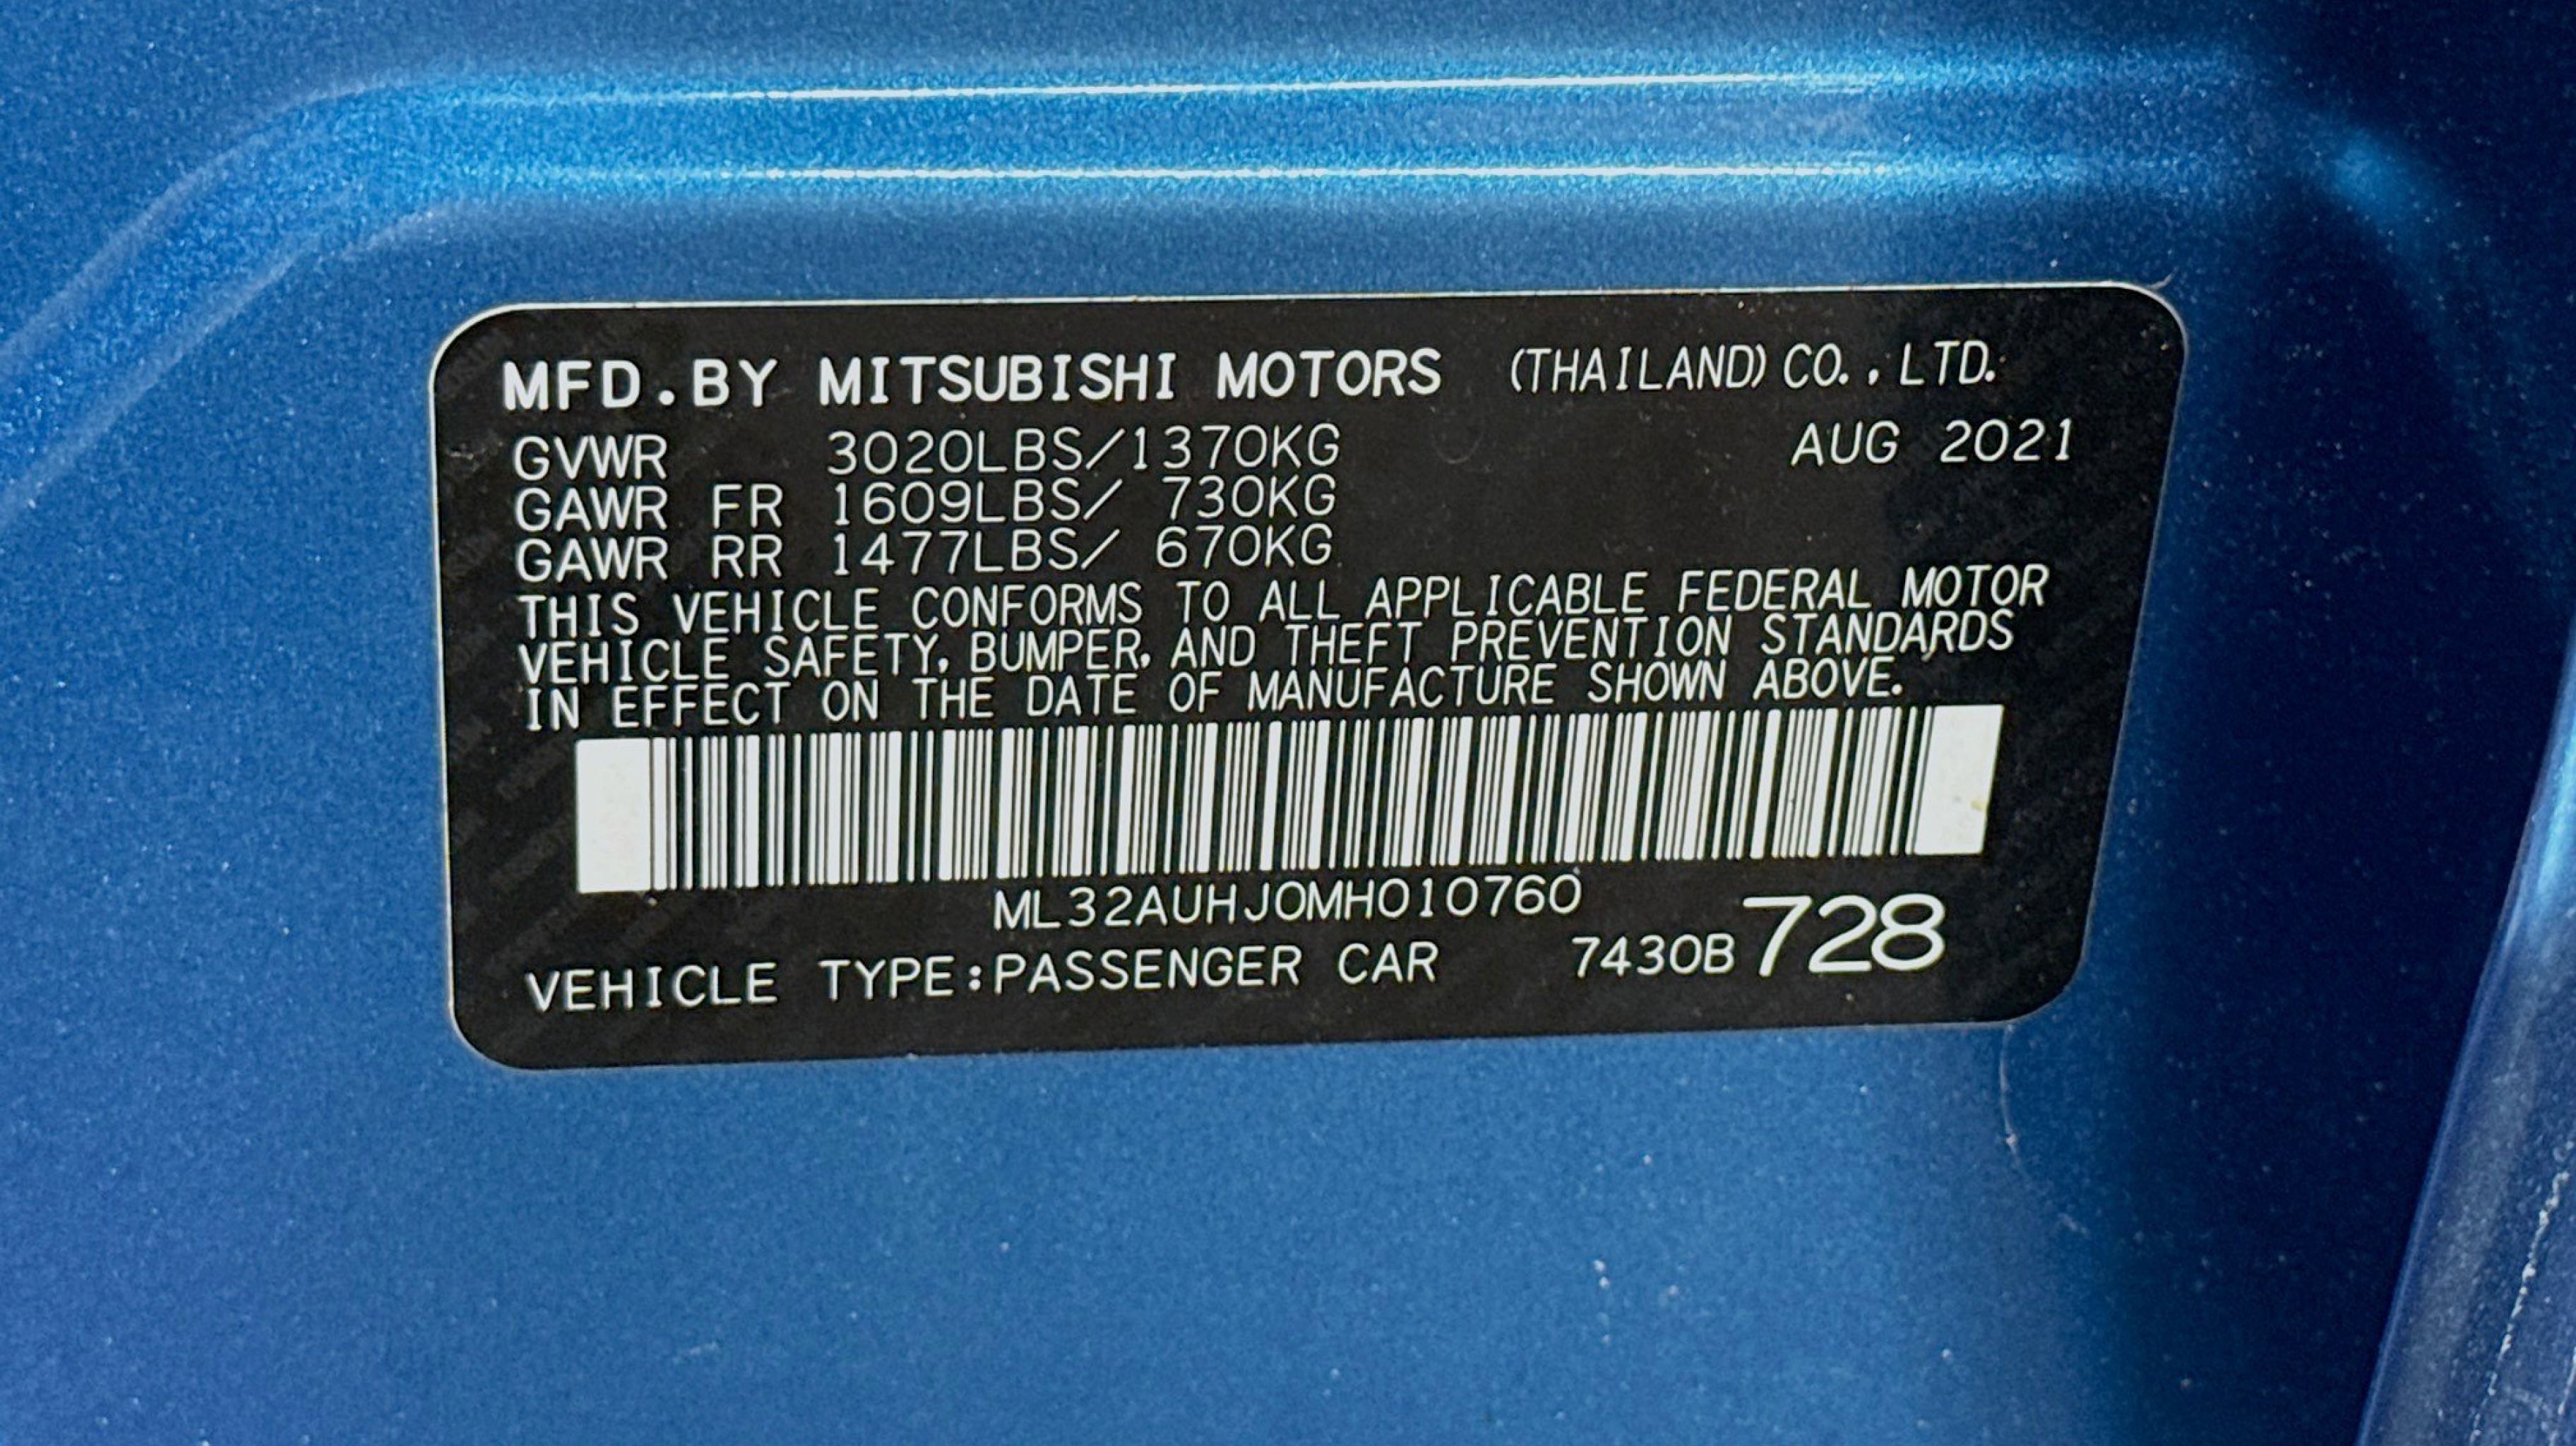 MFD.BY MITSUBISHI MOTORS (THAILAND) CO., LTD.
GVWR 3020LBS/1370KG AUG 2021
GAWR FR 1609LBS/ 730KG
GAWR RR 1477LBS/ 670KG
THIS VEHICLE CONFORMS TO ALL APPLICABLE FEDERAL MOTOR
VEHICLE SAFETY, BUMPER, AND THEFT PREVENTION STANDARDS
IN EFFECT ON THE DATE OF MANUFACTURE SHOWN ABOVE.
ML32AUHJ0MH010760
VEHICLE TYPE:PASSENGER CAR 7430B728